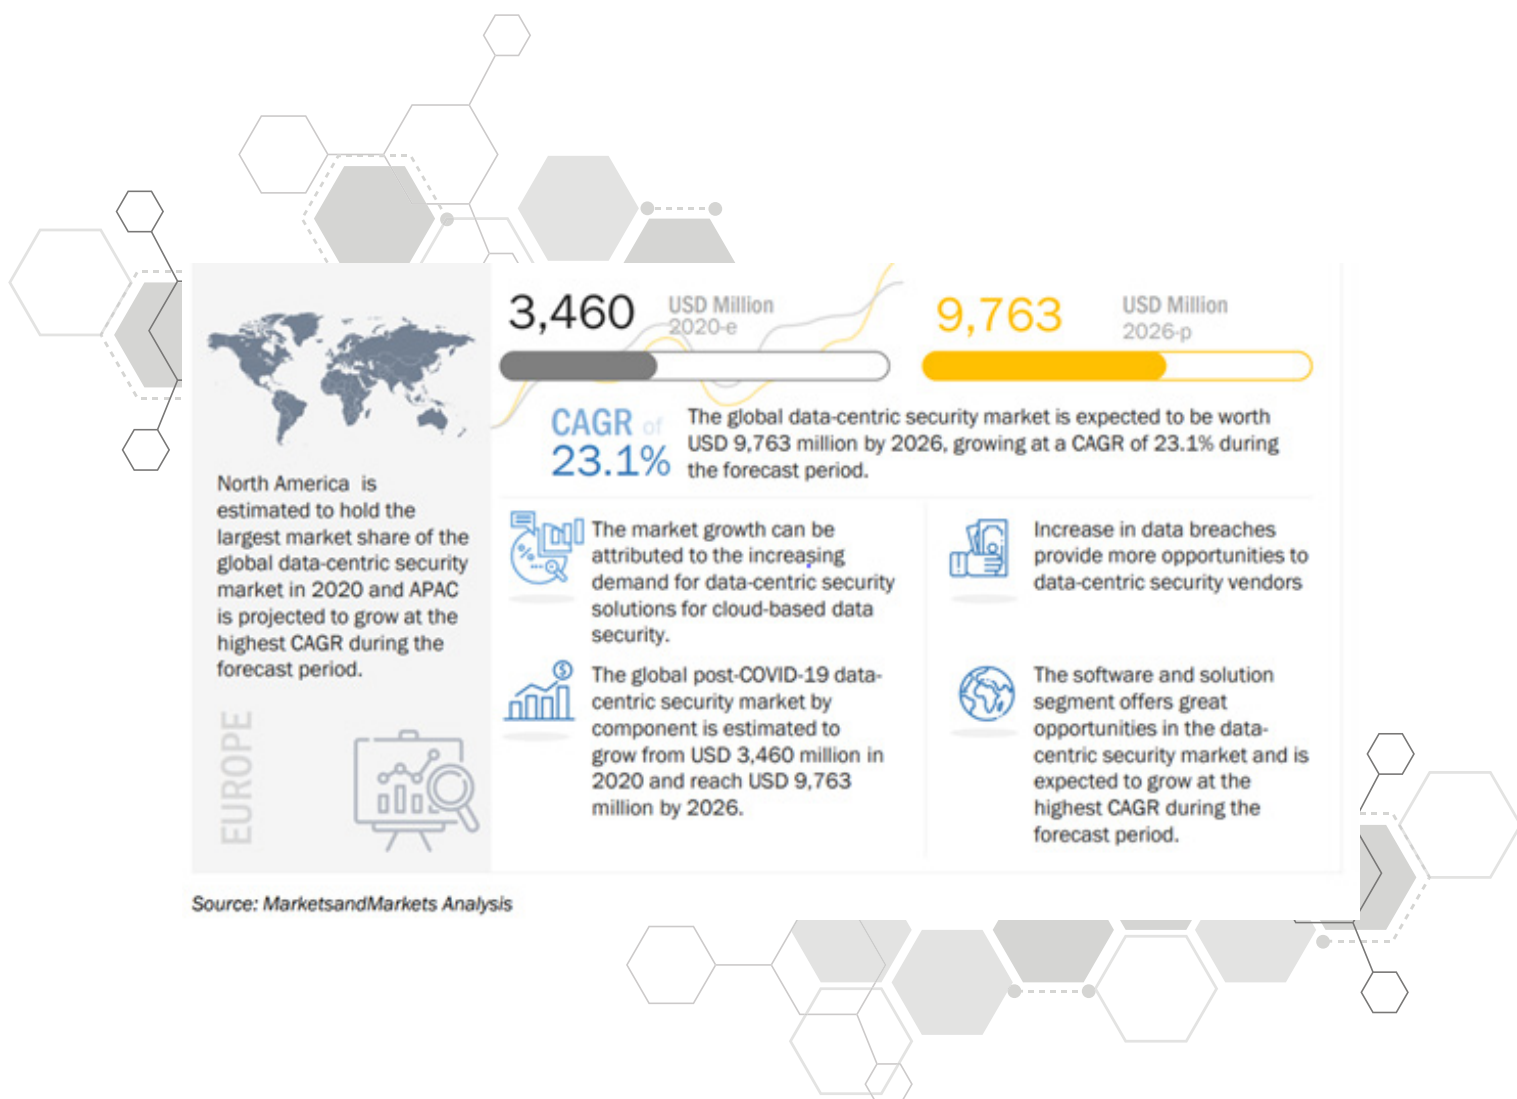 3,460
USD Million
2020-e
9,763
USD Million
2026-p
CAGR of
23.1%
The global data-centric security market is expected to be worth
USD 9,763 million by 2026, growing at a CAGR of 23.1% during
the forecast period.
North America is
estimated to hold the
largest market share of the
global data-centric security
market in 2020 and APAC
is projected to grow at the
highest CAGR during the
forecast period.
EUROPE
The market growth can be
attributed to the increasing
demand for data-centric security
solutions for cloud-based data
security.
Increase in data breaches
provide more opportunities to
data-centric security vendors
The global post-COVID-19 data-
centric security market by
component is estimated to
grow from USD 3,460 million in
2020 and reach USD 9,763
million by 2026.
The software and solution
segment offers great
opportunities in the data-
centric security market and is
expected to grow at the
highest CAGR during the
forecast period.
Source: MarketsandMarkets Analysis